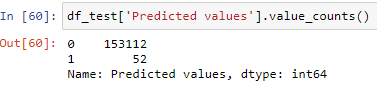 In [60]: df_test['Predicted values'].value_counts()
Out[60]: 0 153112
1 52
Name: Predicted values, dtype: int64